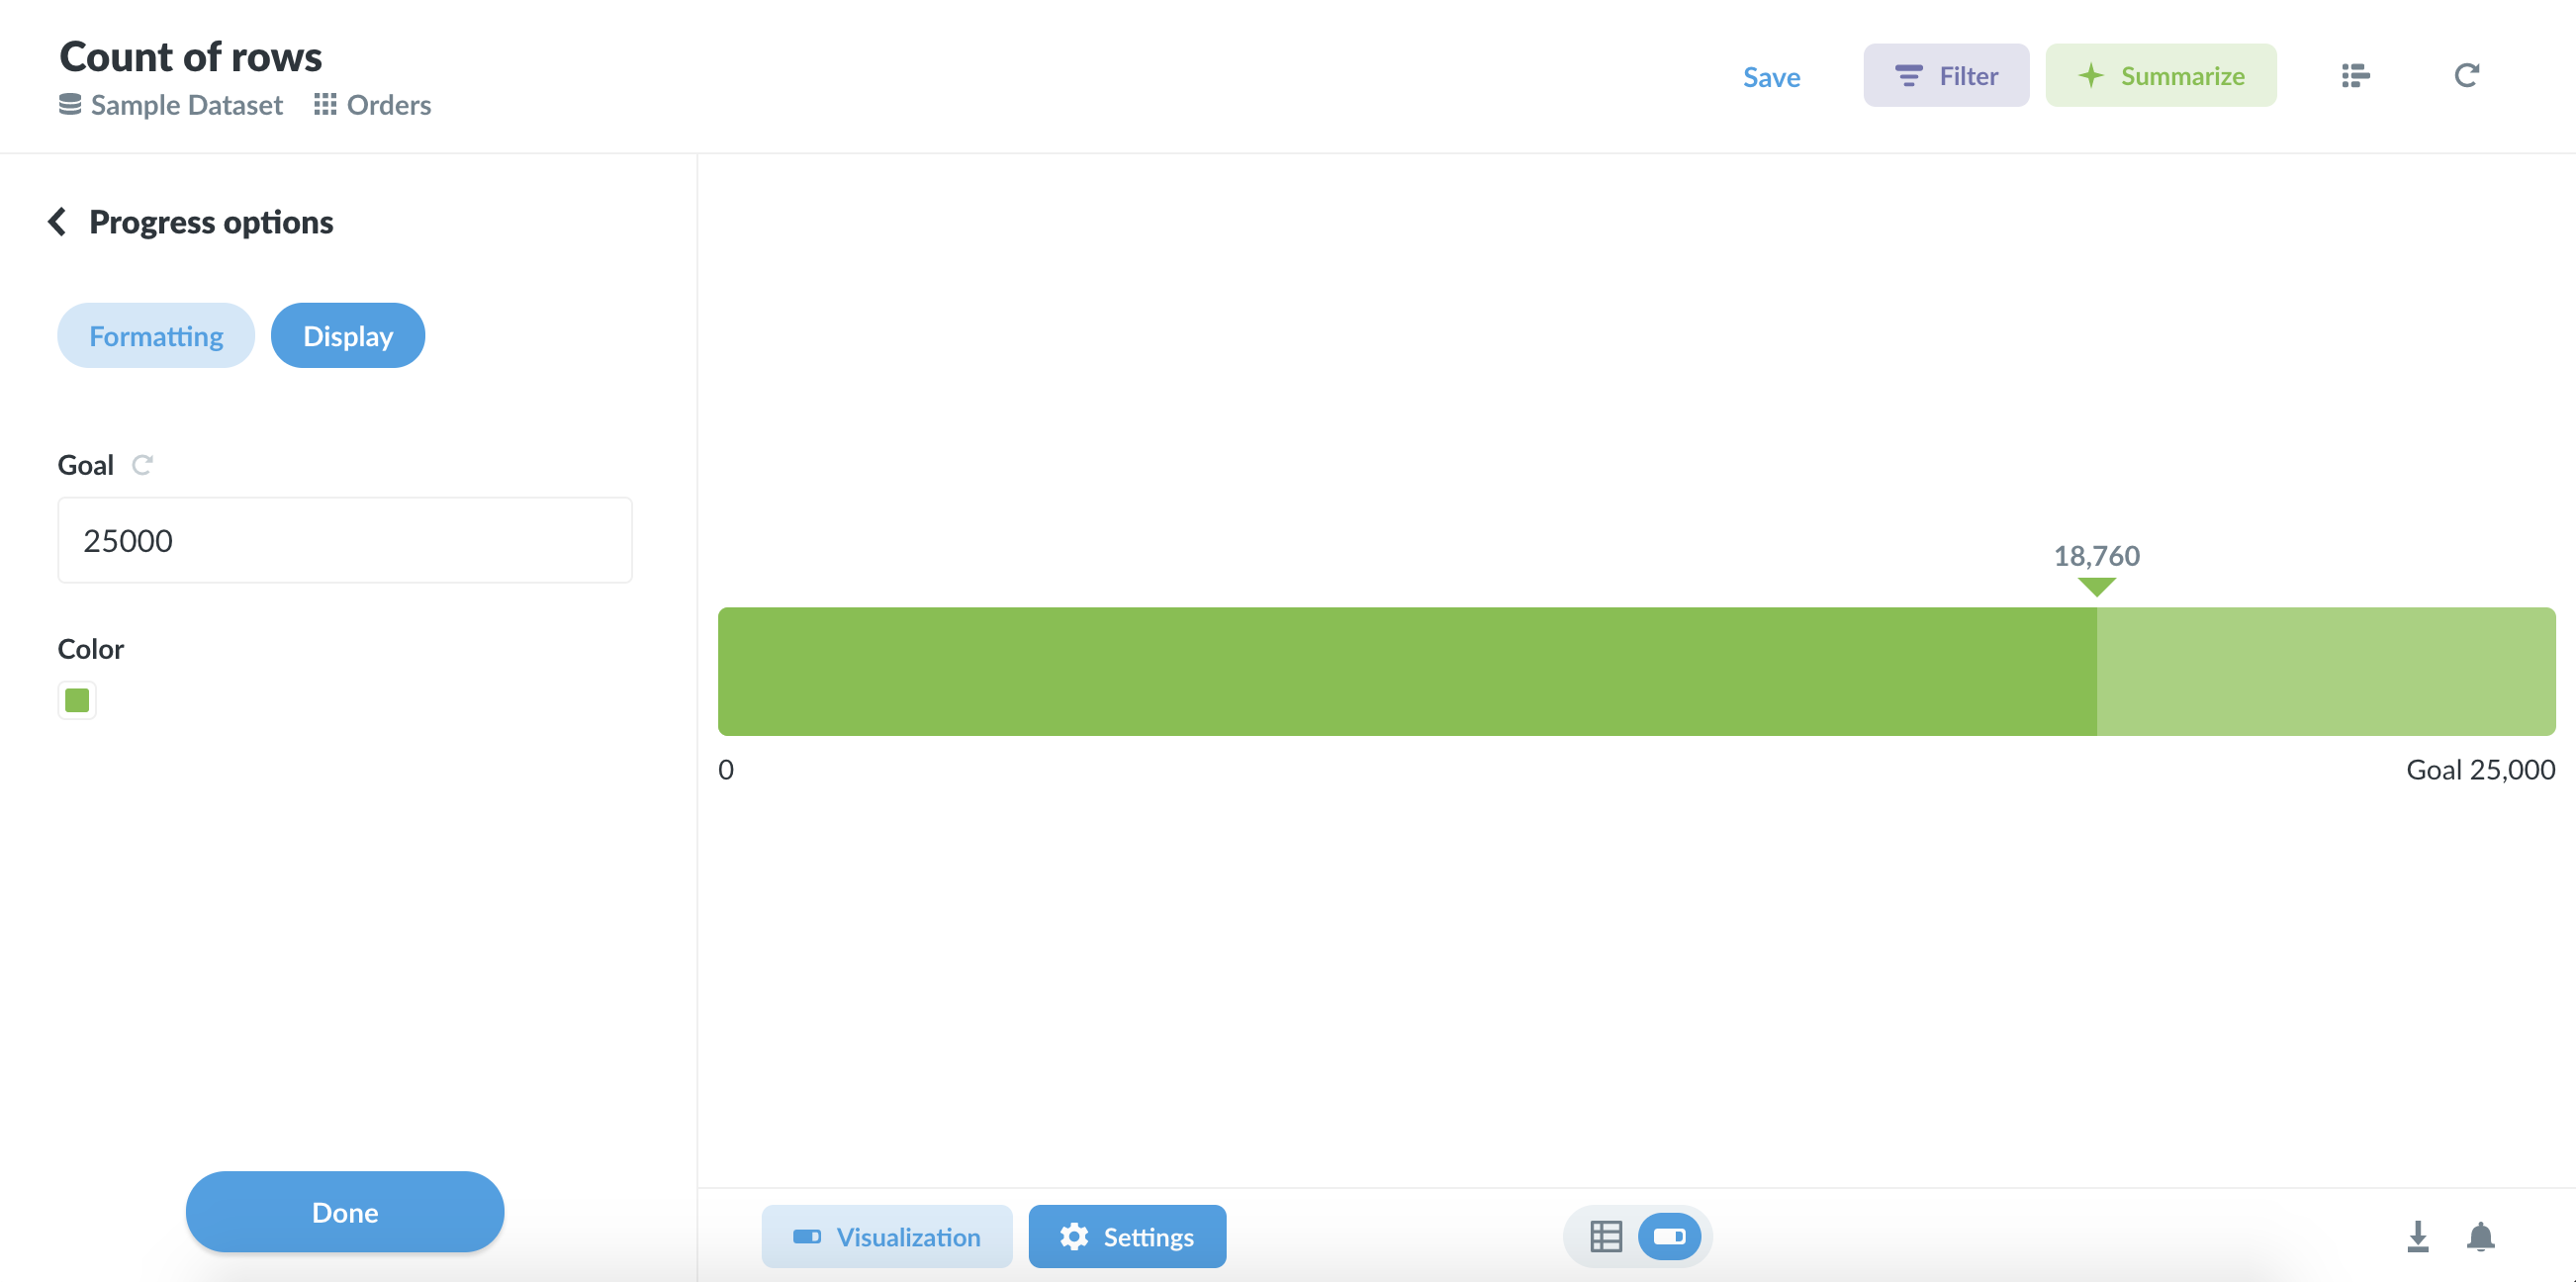 Count of rows
Sample Dataset Orders
Save
Filter
Summarize
Progress options
Formatting
Display
Goal
25000
Color
Done
18,760
0
Goal 25,000
Visualization
Settings